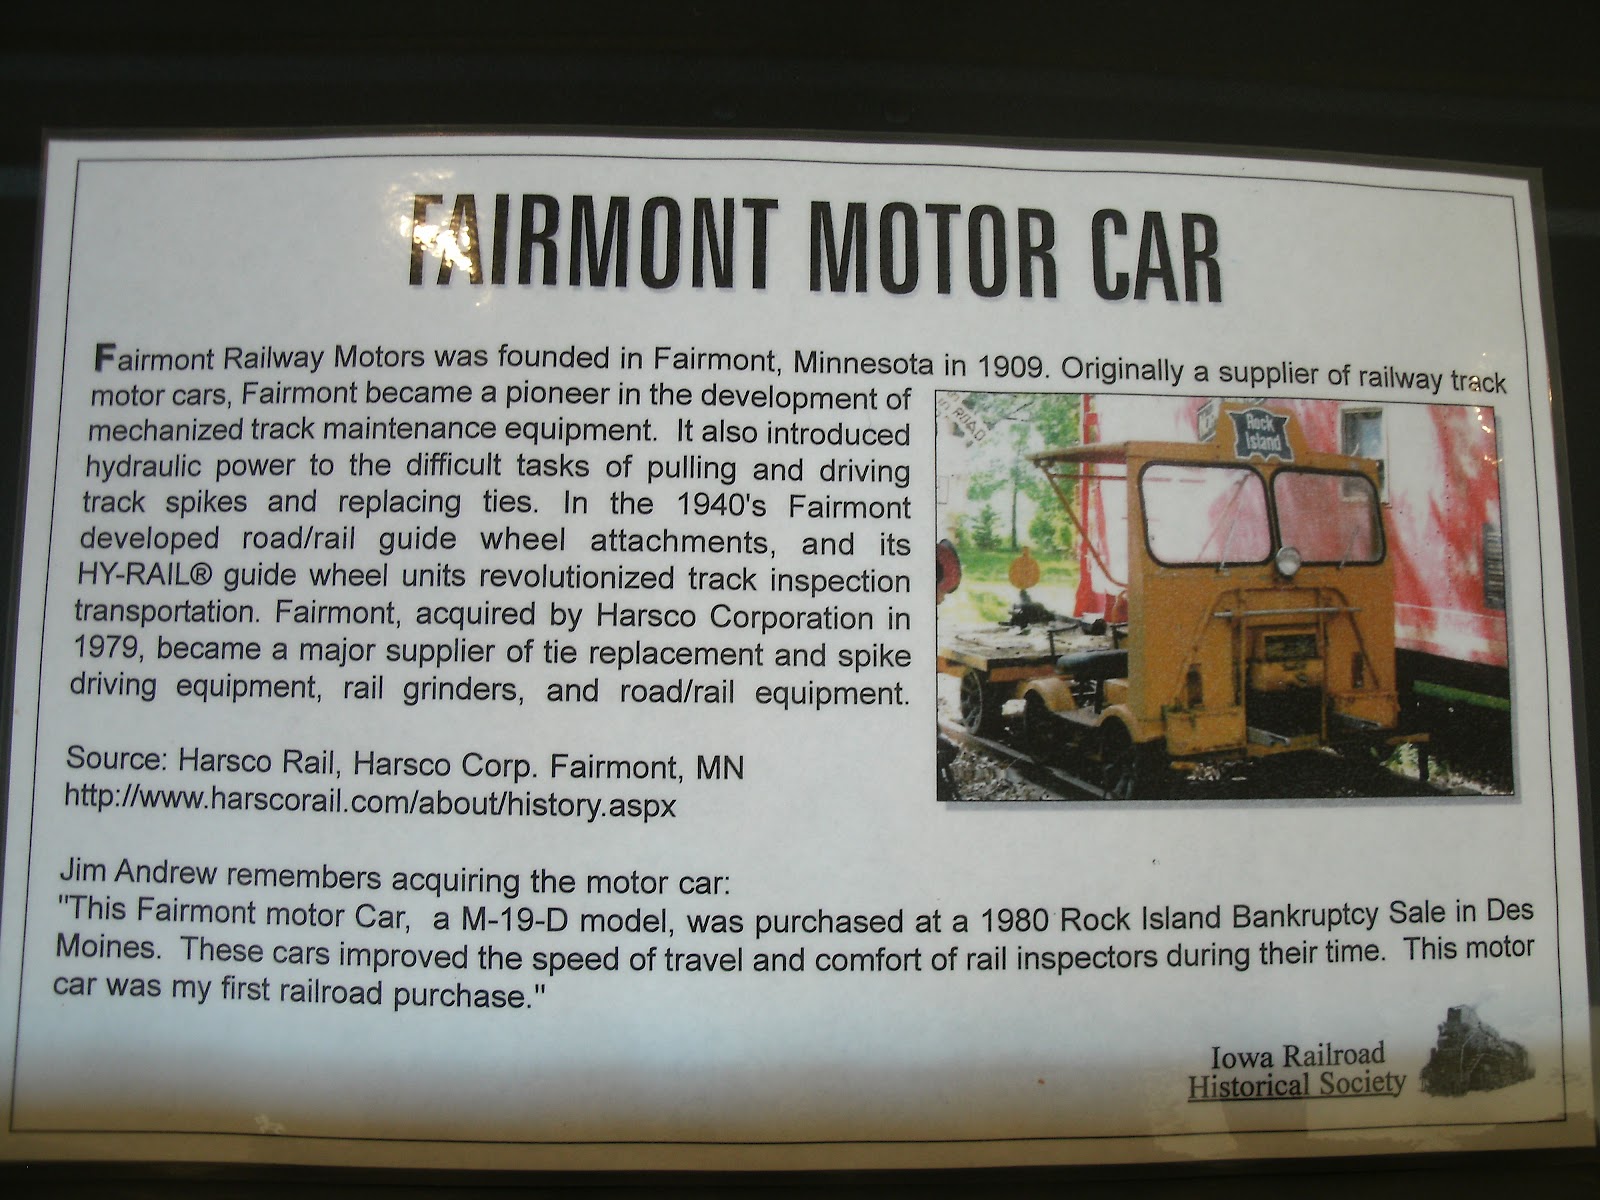 FAIRMONT MOTOR CAR
Fairmont Railway Motors was founded in Fairmont, Minnesota in 1909. Originally a supplier of railway track
motor cars, Fairmont became a pioneer in the development of
mechanized track maintenance equipment.  It also introduced
hydraulic power to the difficult tasks of pulling and driving
track spikes and replacing ties. In the 1940's Fairmont
developed road/rail guide wheel attachments, and its
HY-RAIL® guide wheel units revolutionized track inspection
transportation. Fairmont, acquired by Harsco Corporation in
1979, became a major supplier of tie replacement and spike
driving equipment, rail grinders, and road/rail equipment.
Rock
Island
Source: Harsco Rail, Harsco Corp. Fairmont, MN
http://www.harscorail.com/about/history.aspx
Jim Andrew remembers acquiring the motor car:
"This Fairmont motor Car,  a M-19-D model, was purchased at a 1980 Rock Island Bankruptcy Sale in Des
Moines.  These cars improved the speed of travel and comfort of rail inspectors during their time.  This motor
car was my first railroad purchase."
Iowa Railroad
Historical Society